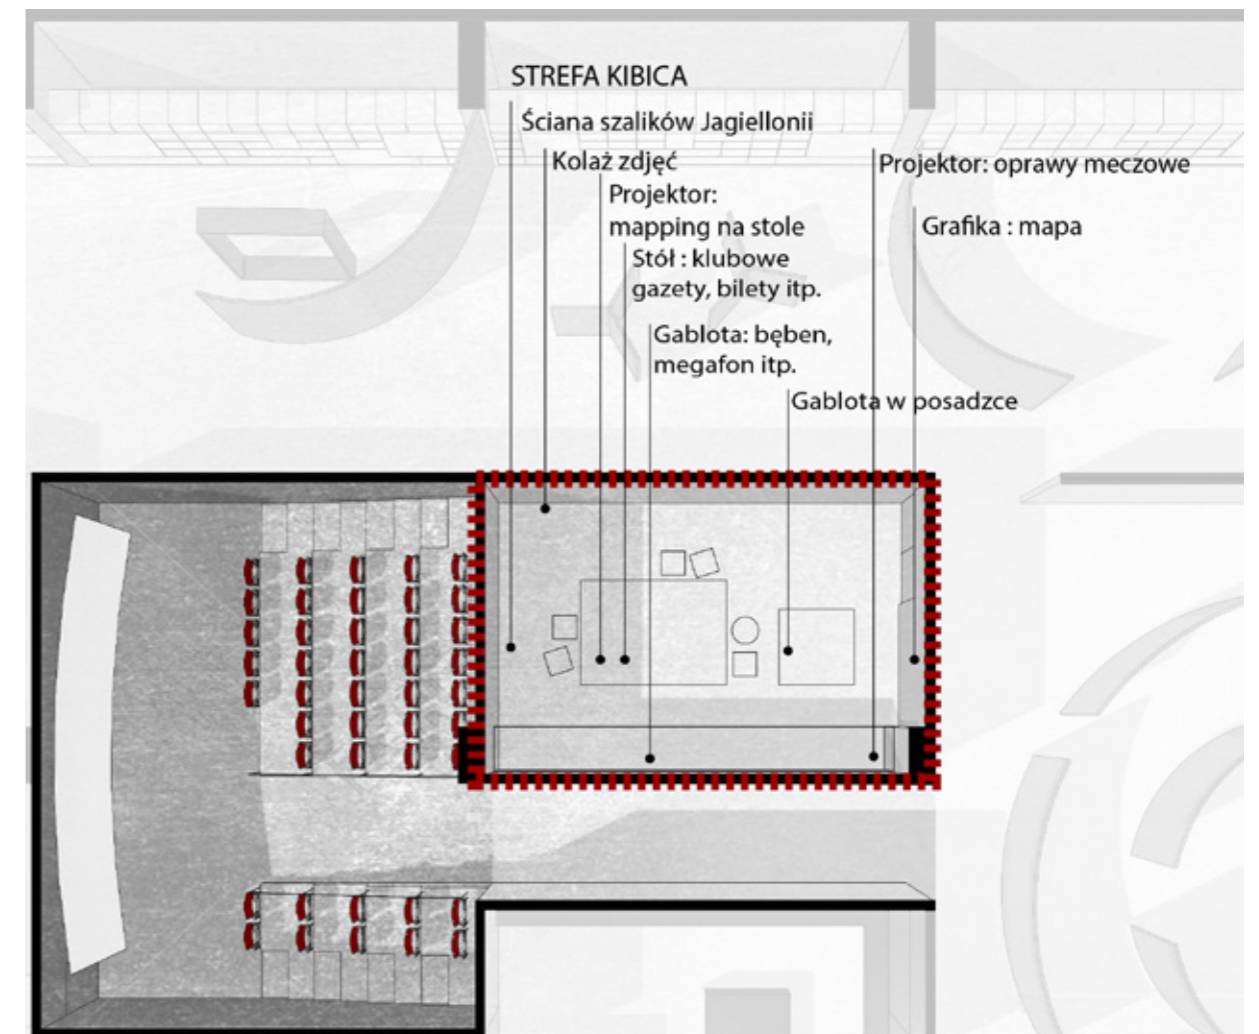 STREFA KIBICA
Ściana szalików Jagiellonii
Kolaż zdjęć
Projektor:
mapping na stole
Stół : klubowe
gazety, bilety itp.
Gablota: bęben,
megafon itp.
Gablota w posadzce
Projektor: oprawy meczowe
Grafika : mapa